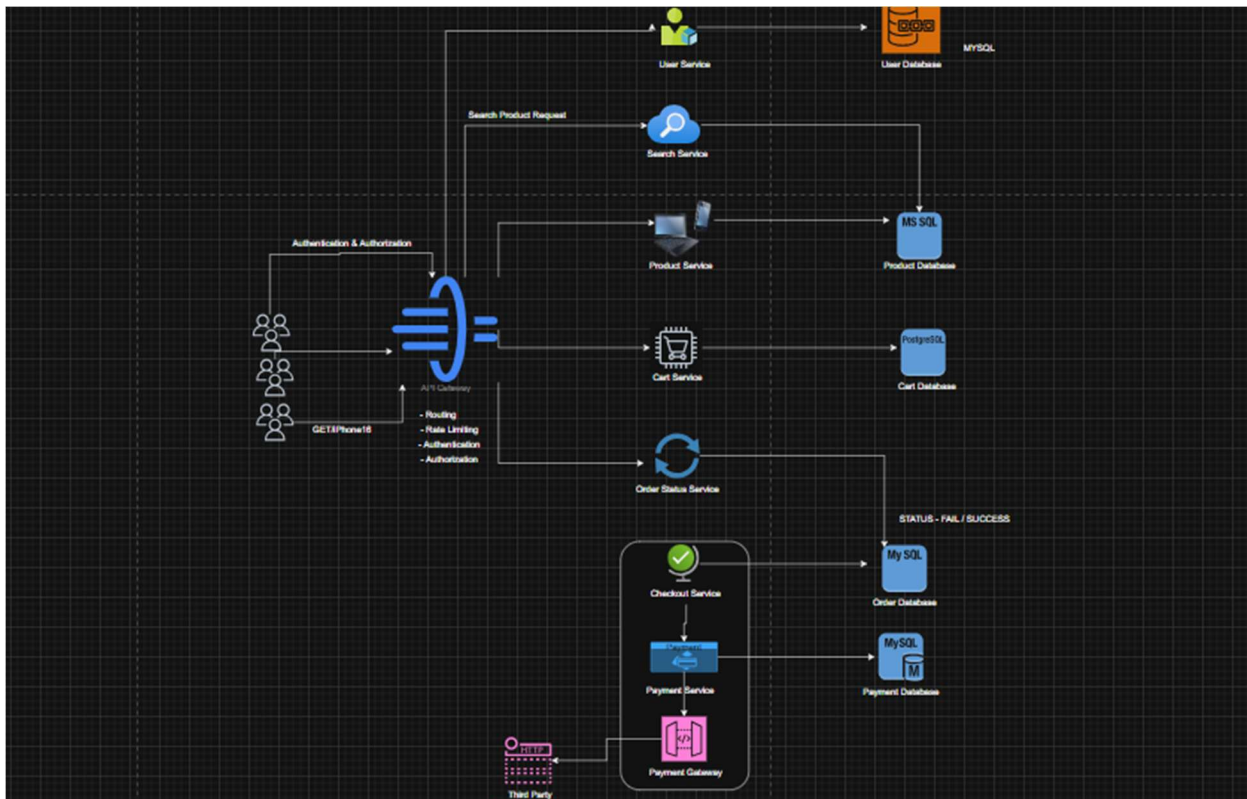 User Service
User Database
MYSQL
Search Product Request
Search Service
MS SQL
Product Service
Product Database
Authentication & Authorization
PostgreSQL
Cart Service
Cart Database
API Gateway
GET/iPhone16
- Routing
- Rate Limiting
- Authentication
- Authorization
Order Status Service
STATUS - FAIL / SUCCESS
My SQL
Checkout Service
Order Database
MySQL
M
Payment
Payment Service
Payment Database
</>
Payment Gateway
HTTP
Third Party